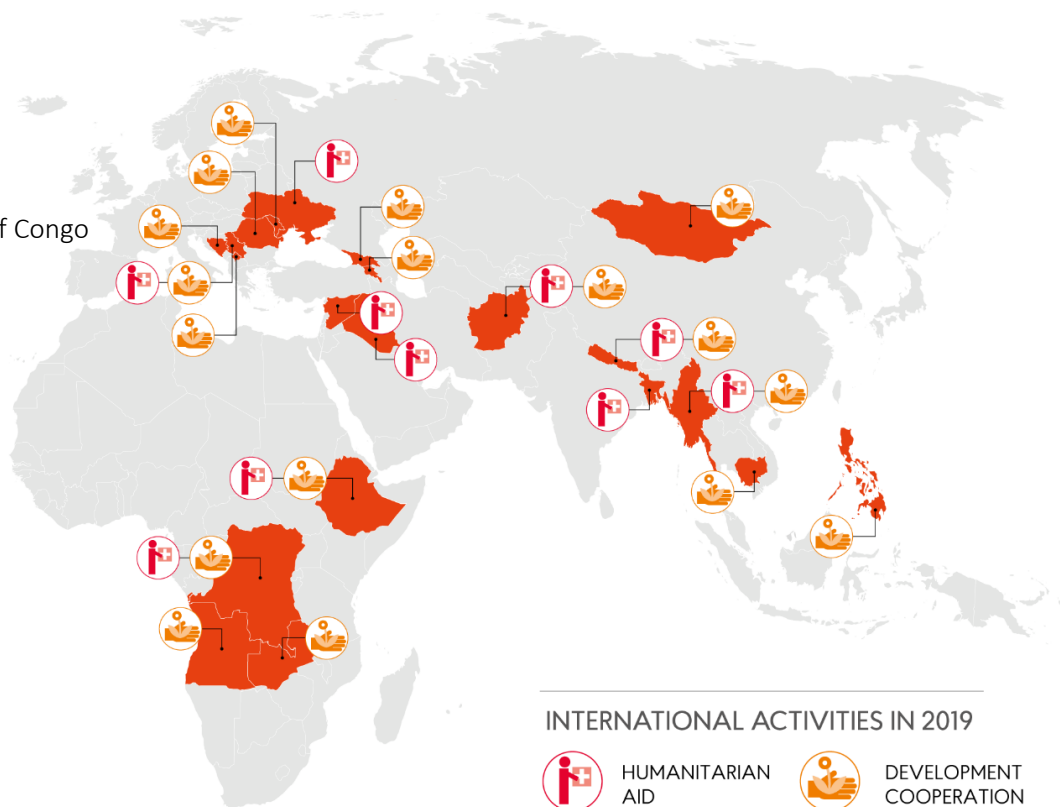 f Congo
INTERNATIONAL ACTIVITIES IN 2019
HUMANITARIAN
AID
DEVELOPMENT
COOPERATION